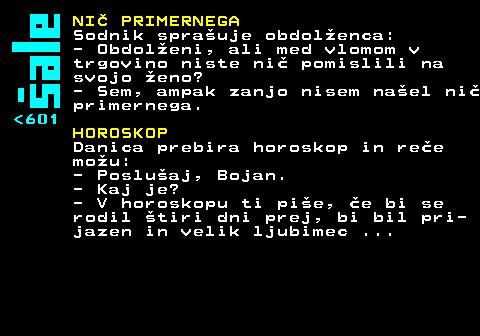 šale
<601
NIČ PRIMERNEGA
Sodnik sprašuje obdolženca:
- Obdolženi, ali med vlomom v
trgovino niste nič pomislili na
svojo ženo?
- Sem, ampak zanjo nisem našel nič
primernega.
HOROSKOP
Danica prebira horoskop in reče
možu:
- Poslušaj, Bojan.
- Kaj je?
- V horoskopu ti piše, če bi se
rodil štiri dni prej, bi bil pri-
jazen in velik ljubimec ...